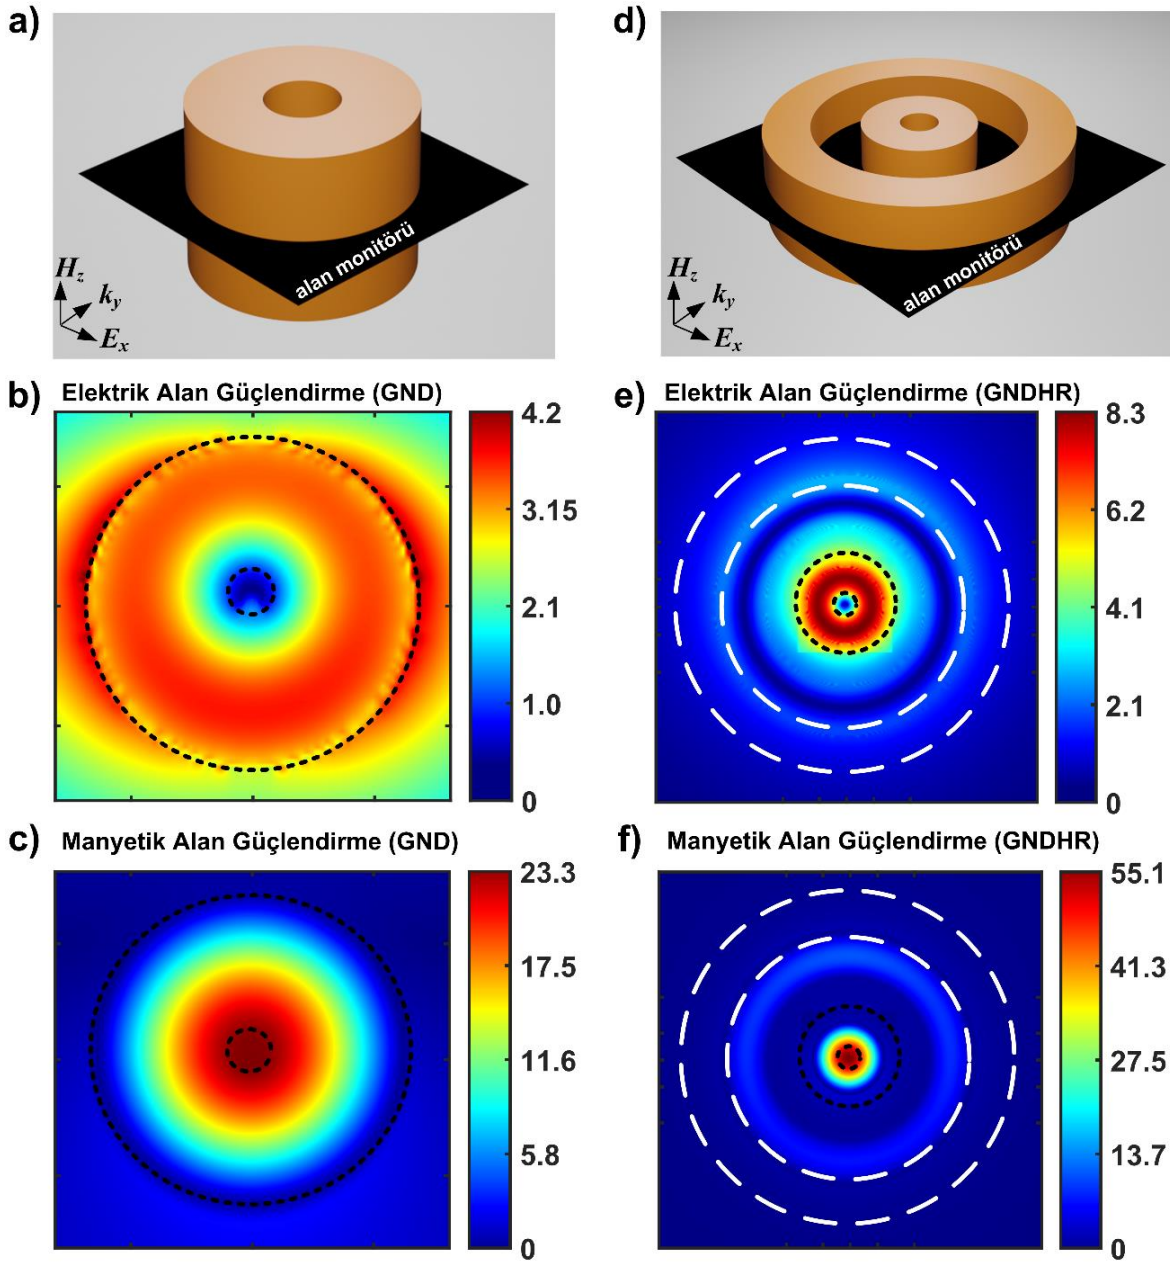 a)
alan monitörü
Hz
ky
Ex
b) Elektrik Alan Güçlendirme (GND)
4.2
3.15
2.1
1.0
0
c) Manyetik Alan Güçlendirme (GND)
23.3
17.5
11.6
5.8
0
d)
alan monitörü
Hz
ky
Ex
e) Elektrik Alan Güçlendirme (GNDHR)
8.3
6.2
4.1
2.1
0
f) Manyetik Alan Güçlendirme (GNDHR)
55.1
41.3
27.5
13.7
0